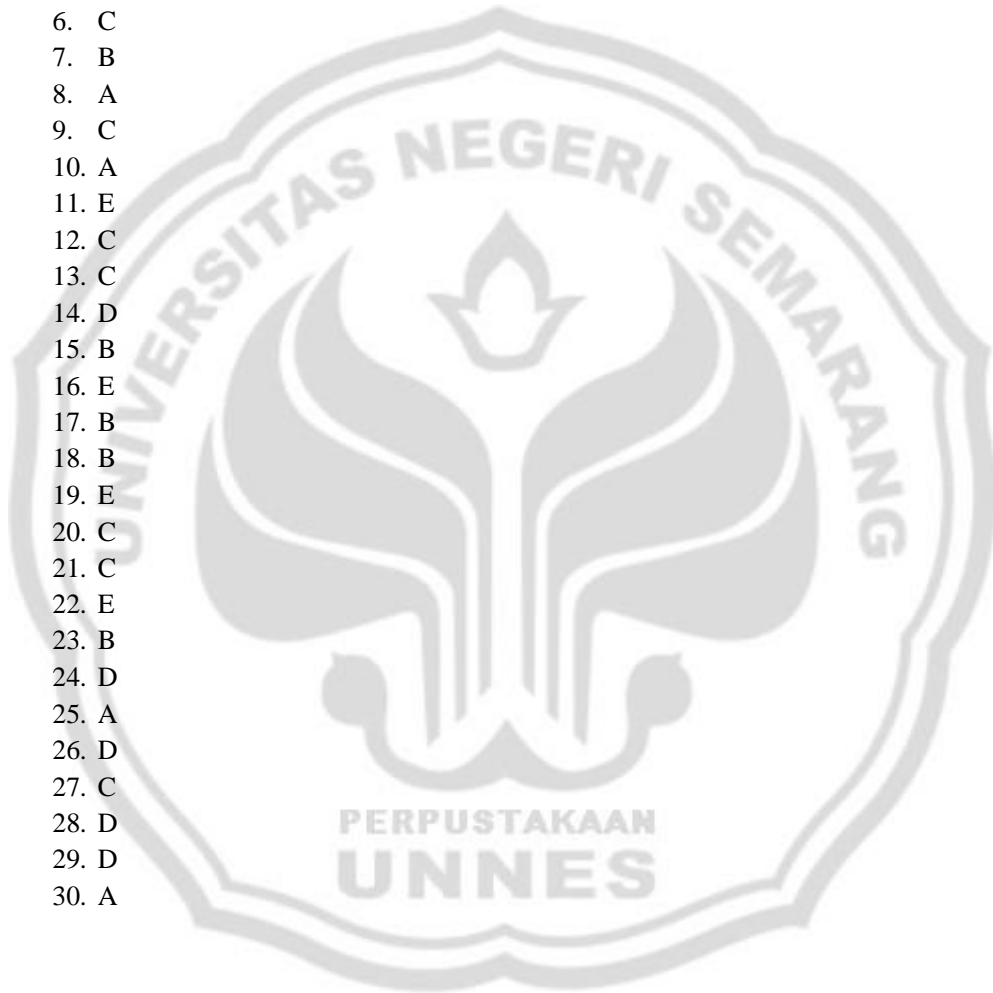 6. C
7. B
8. A
9. C
10. A
11. E
12. C
13. C
14. D
15. B
16. E
17. B
18. B
19. E
20. C
21. C
22. E
23. B
24. D
25. A
26. D
27. C
28. D
29. D
30. A
UNIVERSITAS NEGERI SEMARANG
PERPUSTAKAAN
UNNES